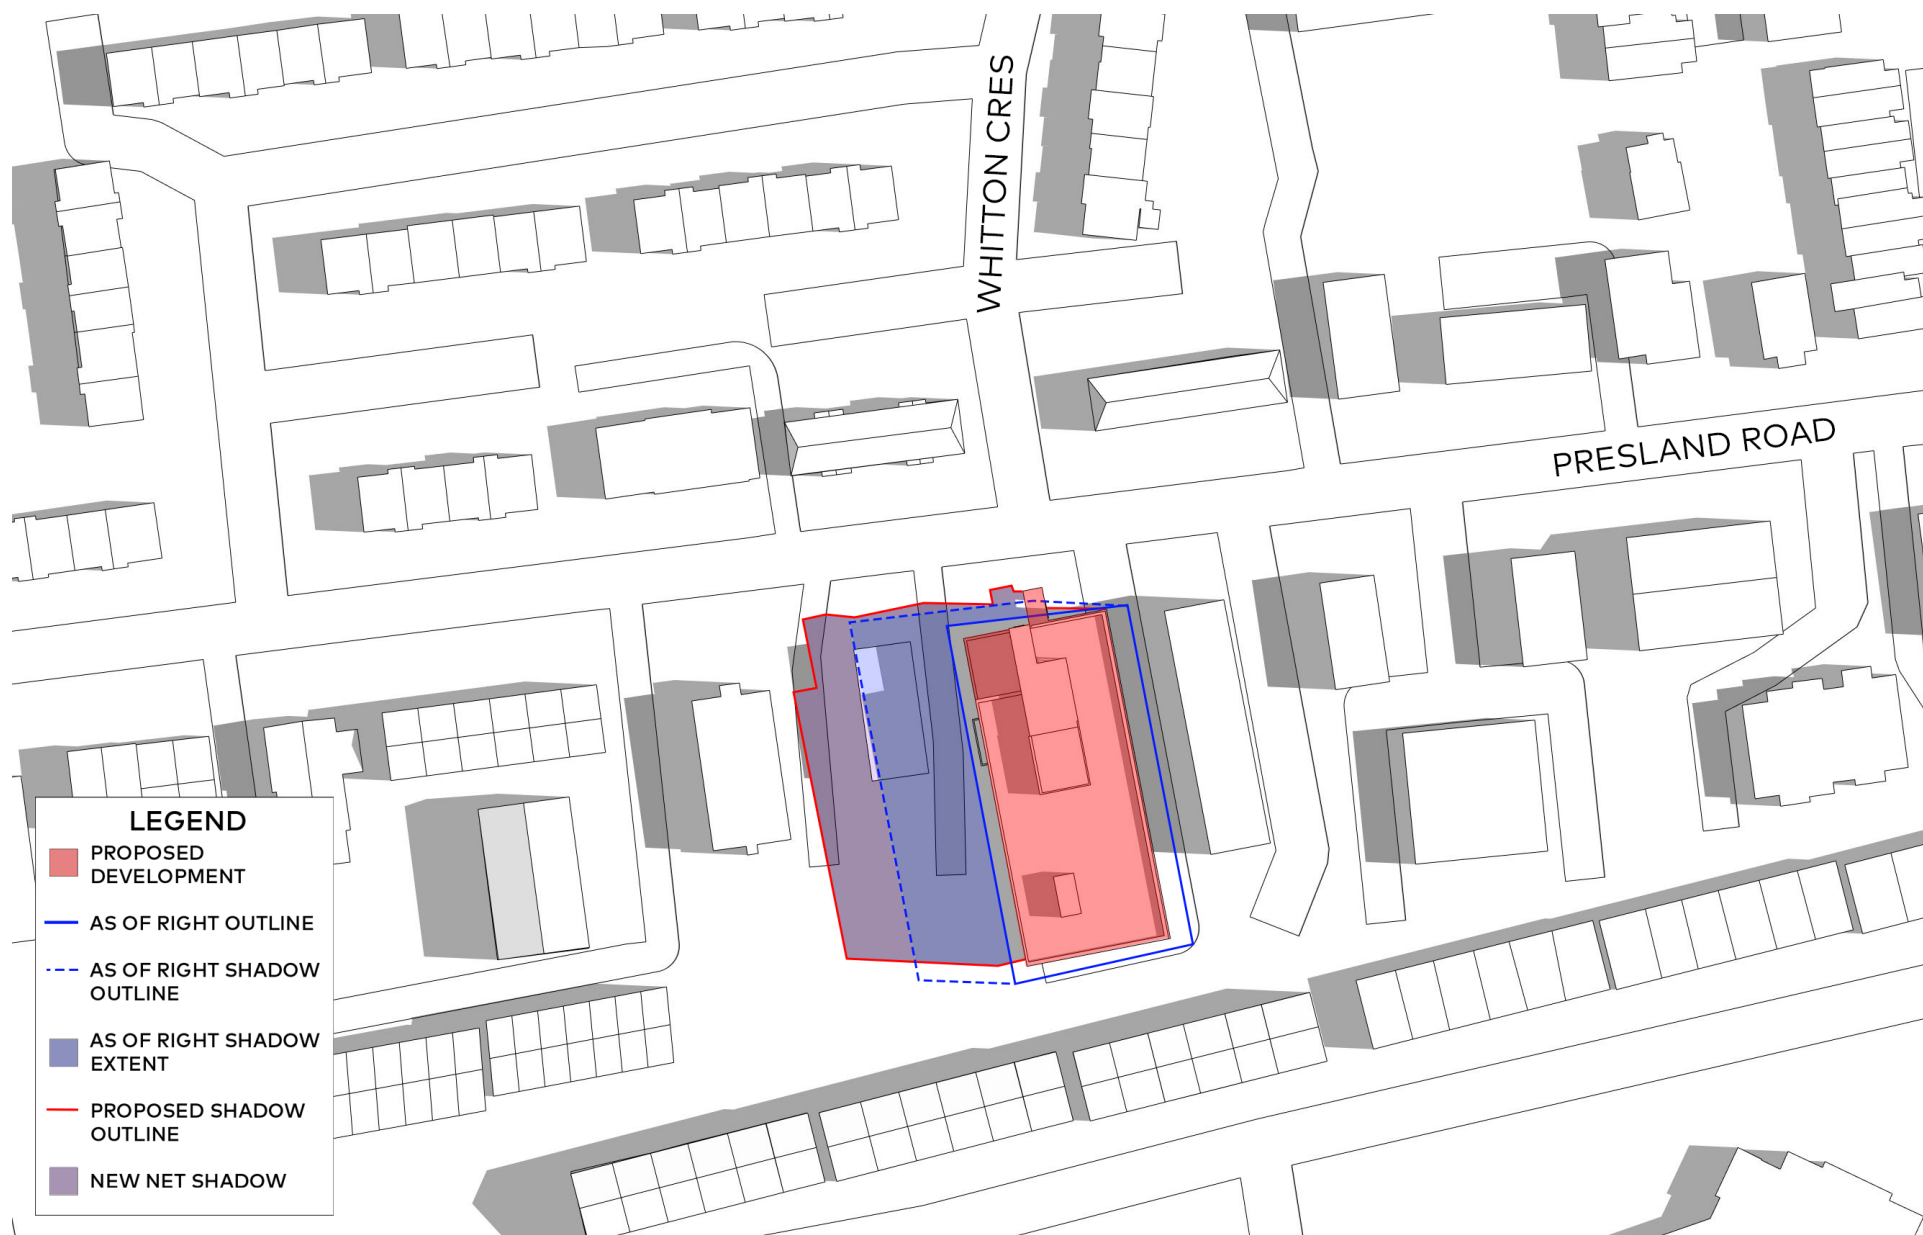 WHITTON CRES
PRESLAND ROAD
LEGEND
PROPOSED
DEVELOPMENT
AS OF RIGHT OUTLINE
AS OF RIGHT SHADOW
OUTLINE
AS OF RIGHT SHADOW
EXTENT
PROPOSED SHADOW
OUTLINE
NEW NET SHADOW